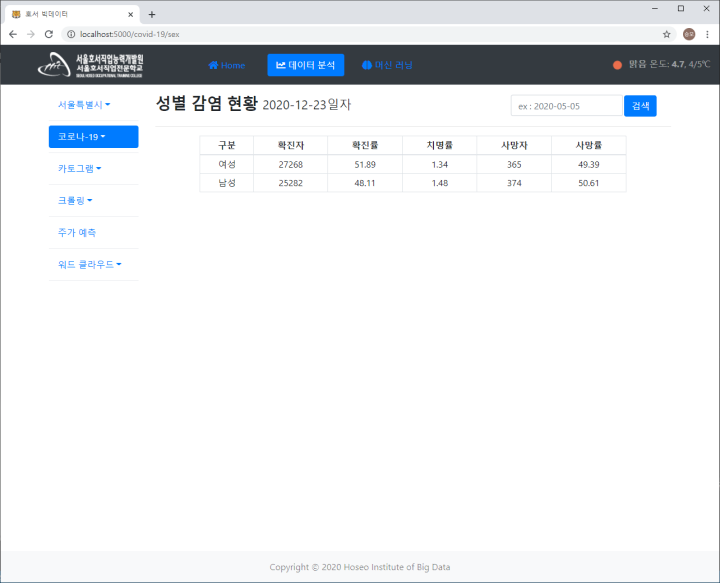 호서 빅데이터
localhost:5000/covid-19/sex
서울호서직업능력개발원
서울호서직업전문학교
SEOUL HOSEO OCCUPATIONAL TRAINING COLLEGE
Home
데이터 분석
머신 러닝
맑음 온도: 4.7, 4/5℃
서울특별시
코로나-19
카토그램
크롤링
주가 예측
워드 클라우드
성별 감염 현황 2020-12-23일자
ex : 2020-05-05
검색
구분 확진자 확진률 치명률 사망자 사망률
여성 27268 51.89 1.34 365 49.39
남성 25282 48.11 1.48 374 50.61
Copyright © 2020 Hoseo Institute of Big Data